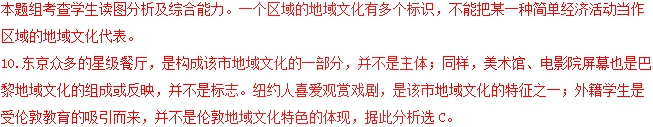 本题组考查学生读图分析及综合能力。一个区域的地域文化有多个标识，不能把某一种简单经济活动当作
区域的地域文化代表。
10.东京众多的星级餐厅，是构成该市地域文化的一部分，并不是主体；同样，美术馆、电影院屏幕也是巴
黎地域文化的组成或反映，并不是标志。纽约人喜爱观赏戏剧，是该市地域文化的特征之一；外籍学生是
受伦敦教育的吸引而来，并不是伦敦地域文化特色的体现，据此分析选 C。